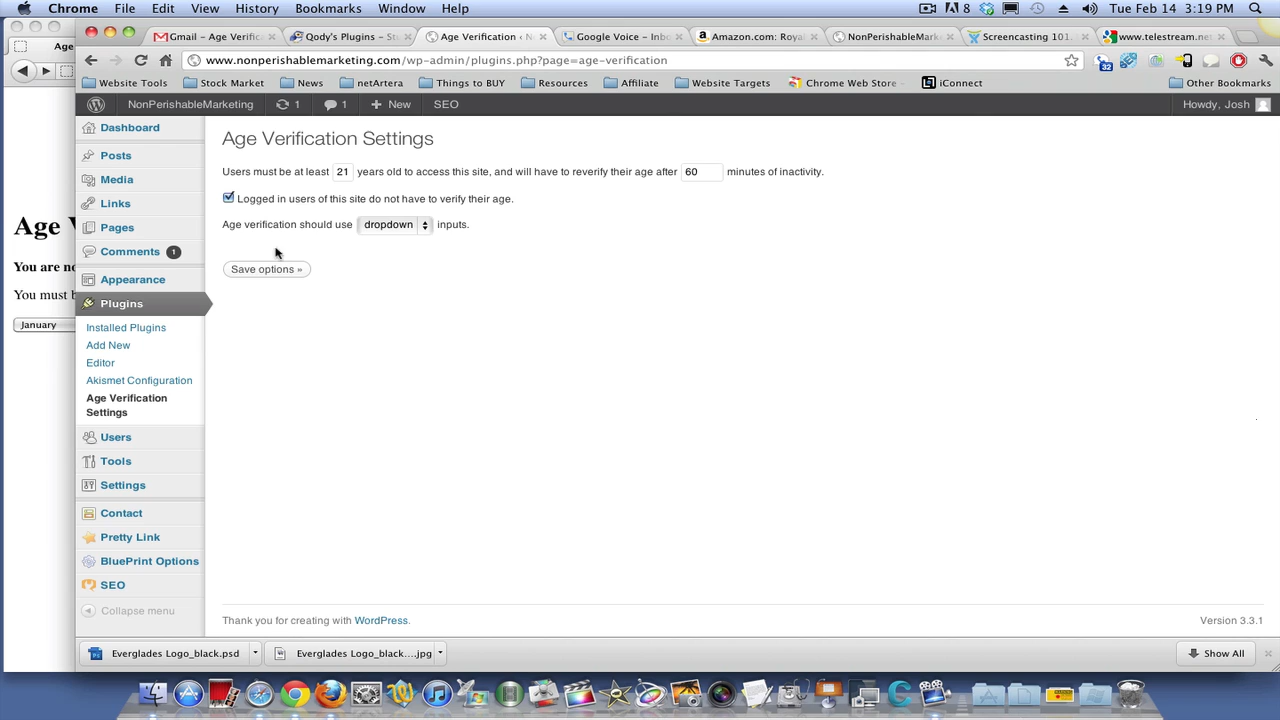 Chrome File Edit View History Bookmarks Window Help 8 Tue Feb 14 3:19 PM
Gmail – Age Verific Qody's Plugins – St Age Verification ‹ N Google Voice – Inbo Amazon.com: Roya NonPerishableMark Screencasting 101. www.telestream.net
www.nonperishablemarketing.com/wp-admin/plugins.php?page=age-verification 32
Website Tools Stock Market News netArtera Things to BUY Resources Affiliate Website Targets Chrome Web Store iConnect Other Bookmarks
NonPerishableMarketing 1 1 New SEO Howdy, Josh
Age
Age V
You are no
You must b
January
Dashboard
Posts
Media
Links
Pages
Comments 1
Appearance
Plugins
Installed Plugins
Add New
Editor
Akismet Configuration
Age Verification
Settings
Users
Tools
Settings
Contact
Pretty Link
BluePrint Options
SEO
Collapse menu
Age Verification Settings
Users must be at least 21 years old to access this site, and will have to reverify their age after 60 minutes of inactivity.
Logged in users of this site do not have to verify their age.
Age verification should use dropdown inputs.
Save options »
Thank you for creating with WordPress. Version 3.3.1
Everglades Logo_black.psd Everglades Logo_black....jpg Show All